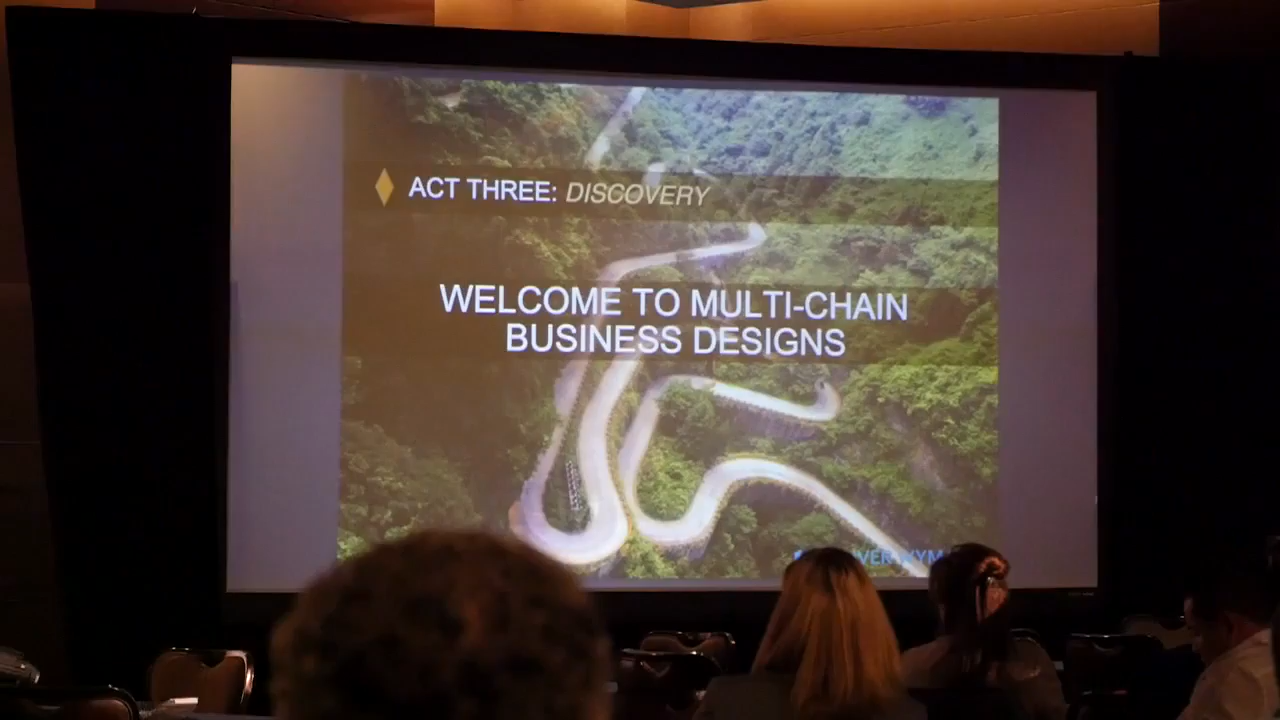 ACT THREE: DISCOVERY
WELCOME TO MULTI-CHAIN
BUSINESS DESIGNS